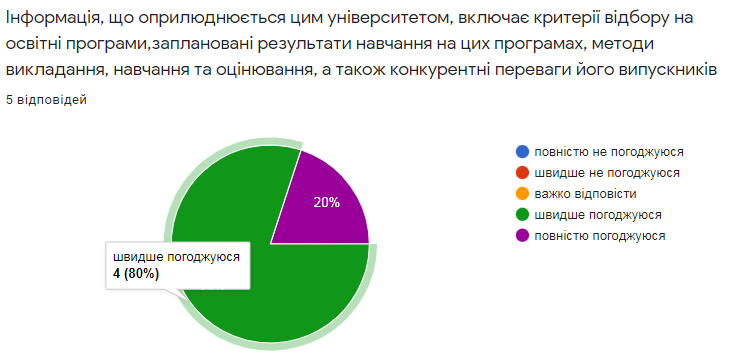 Інформація, що оприлюднюється цим університетом, включає критерії відбору на
освітні програми,заплановані результати навчання на цих програмах, методи
викладання, навчання та оцінювання, а також конкурентні переваги його випускників
5 відповідей
20%
швидше погоджуюся
4 (80%)
повністю не погоджуюся
швидше не погоджуюся
важко відповісти
швидше погоджуюся
повністю погоджуюся